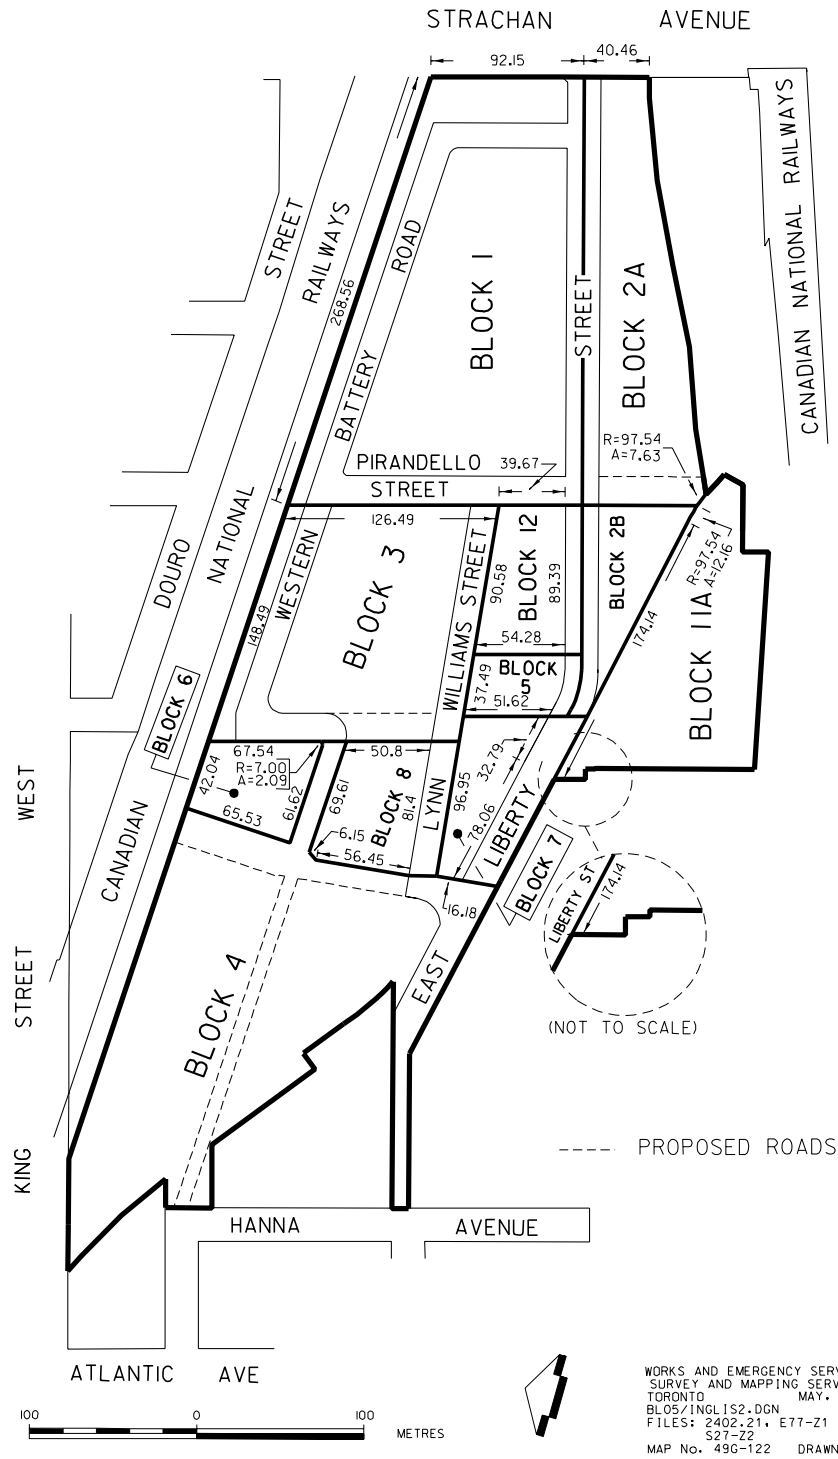 STRACHAN AVENUE
92.15
40.46
CANADIAN NATIONAL RAILWAYS
STREET
RAILWAYS
268.56
BATTERY ROAD
BLOCK 1
STREET
BLOCK 2A
R=97.54
A=7.63
PIRANDELLO
STREET
39.67
126.49
NATIONAL
DOURO
WESTERN
148.49
BLOCK 3
WILLIAMS STREET
90.58
BLOCK 12
89.39
54.28
BLOCK 2B
174.14
R=97.54
A=12.16
BLOCK 11A
BLOCK
5
37.49
51.62
BLOCK 6
67.54
R=7.00
A=2.09
42.04
65.53
61.62
69.61
50.8
BLOCK 8
81.4
6.15
56.45
LYNN
96.95
32.79
78.06
LIBERTY
16.18
BLOCK 7
CANADIAN
WEST
STREET
KING
BLOCK 4
EAST
LIBERTY ST
174.14
(NOT TO SCALE)
PROPOSED ROADS
HANNA AVENUE
ATLANTIC AVE
100 0 100
METRES
WORKS AND EMERGENCY SERV
SURVEY AND MAPPING SERV
TORONTO MAY.
BL05/INGLIS2.DGN
FILES: 2402.21, E77-Z1
S27-Z2
MAP No. 49G-122 DRAWN